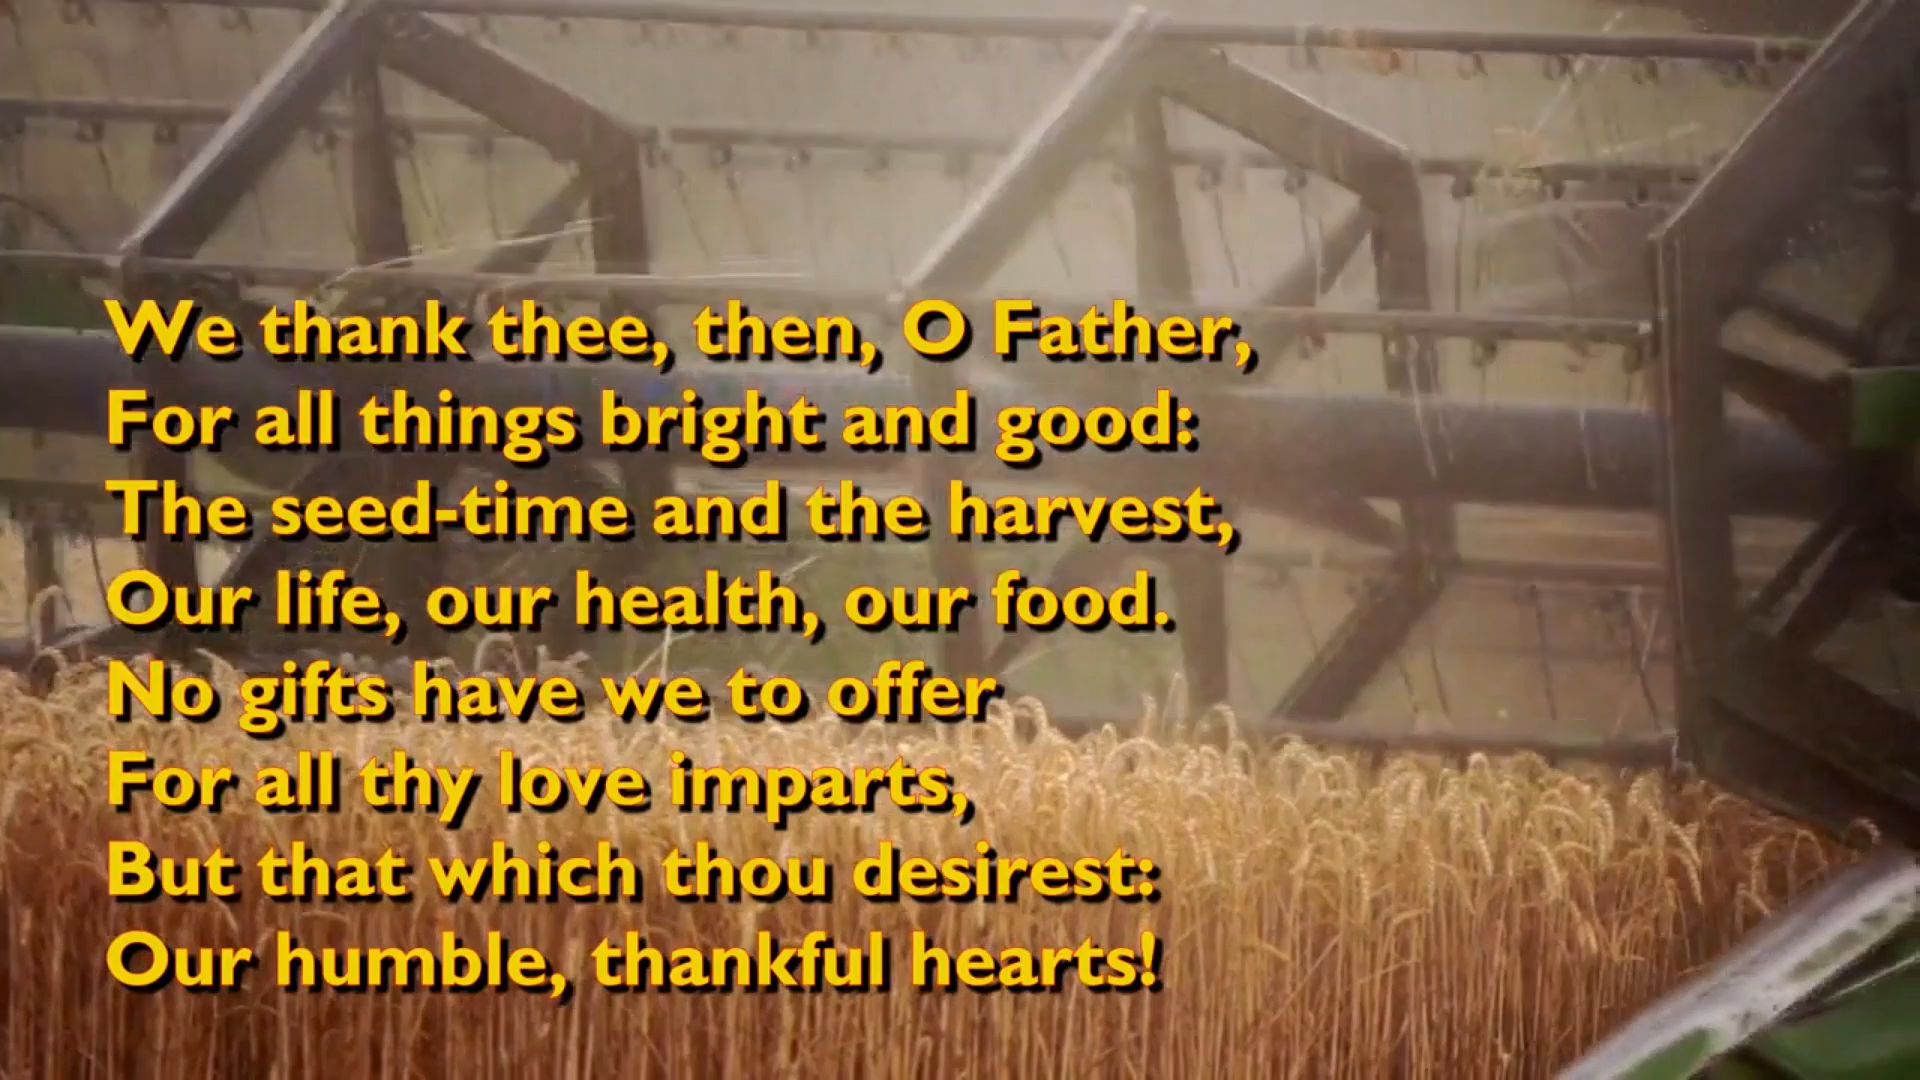 We thank thee, then, O Father,
For all things bright and good:
The seed-time and the harvest,
Our life, our health, our food.
No gifts have we to offer
For all thy love imparts,
But that which thou desirest:
Our humble, thankful hearts!